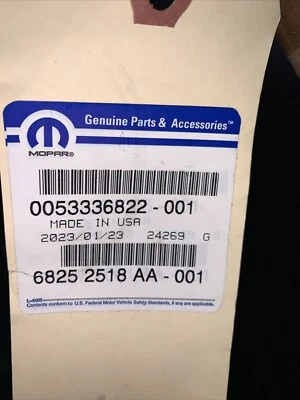 Genuine Parts & Accessories™
MOPAR®
0053336822 - 001
MADE IN USA
2023/01/23 24269 G
6825 2518 AA - 001
Contents conform to U.S. Federal Motor Vehicle Safety Standards, if any are applicable.